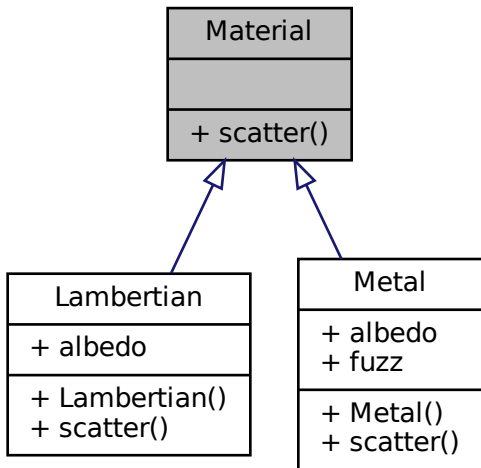 Material
+ scatter()
Lambertian
+ albedo
+ Lambertian()
+ scatter()
Metal
+ albedo
+ fuzz
+ Metal()
+ scatter()